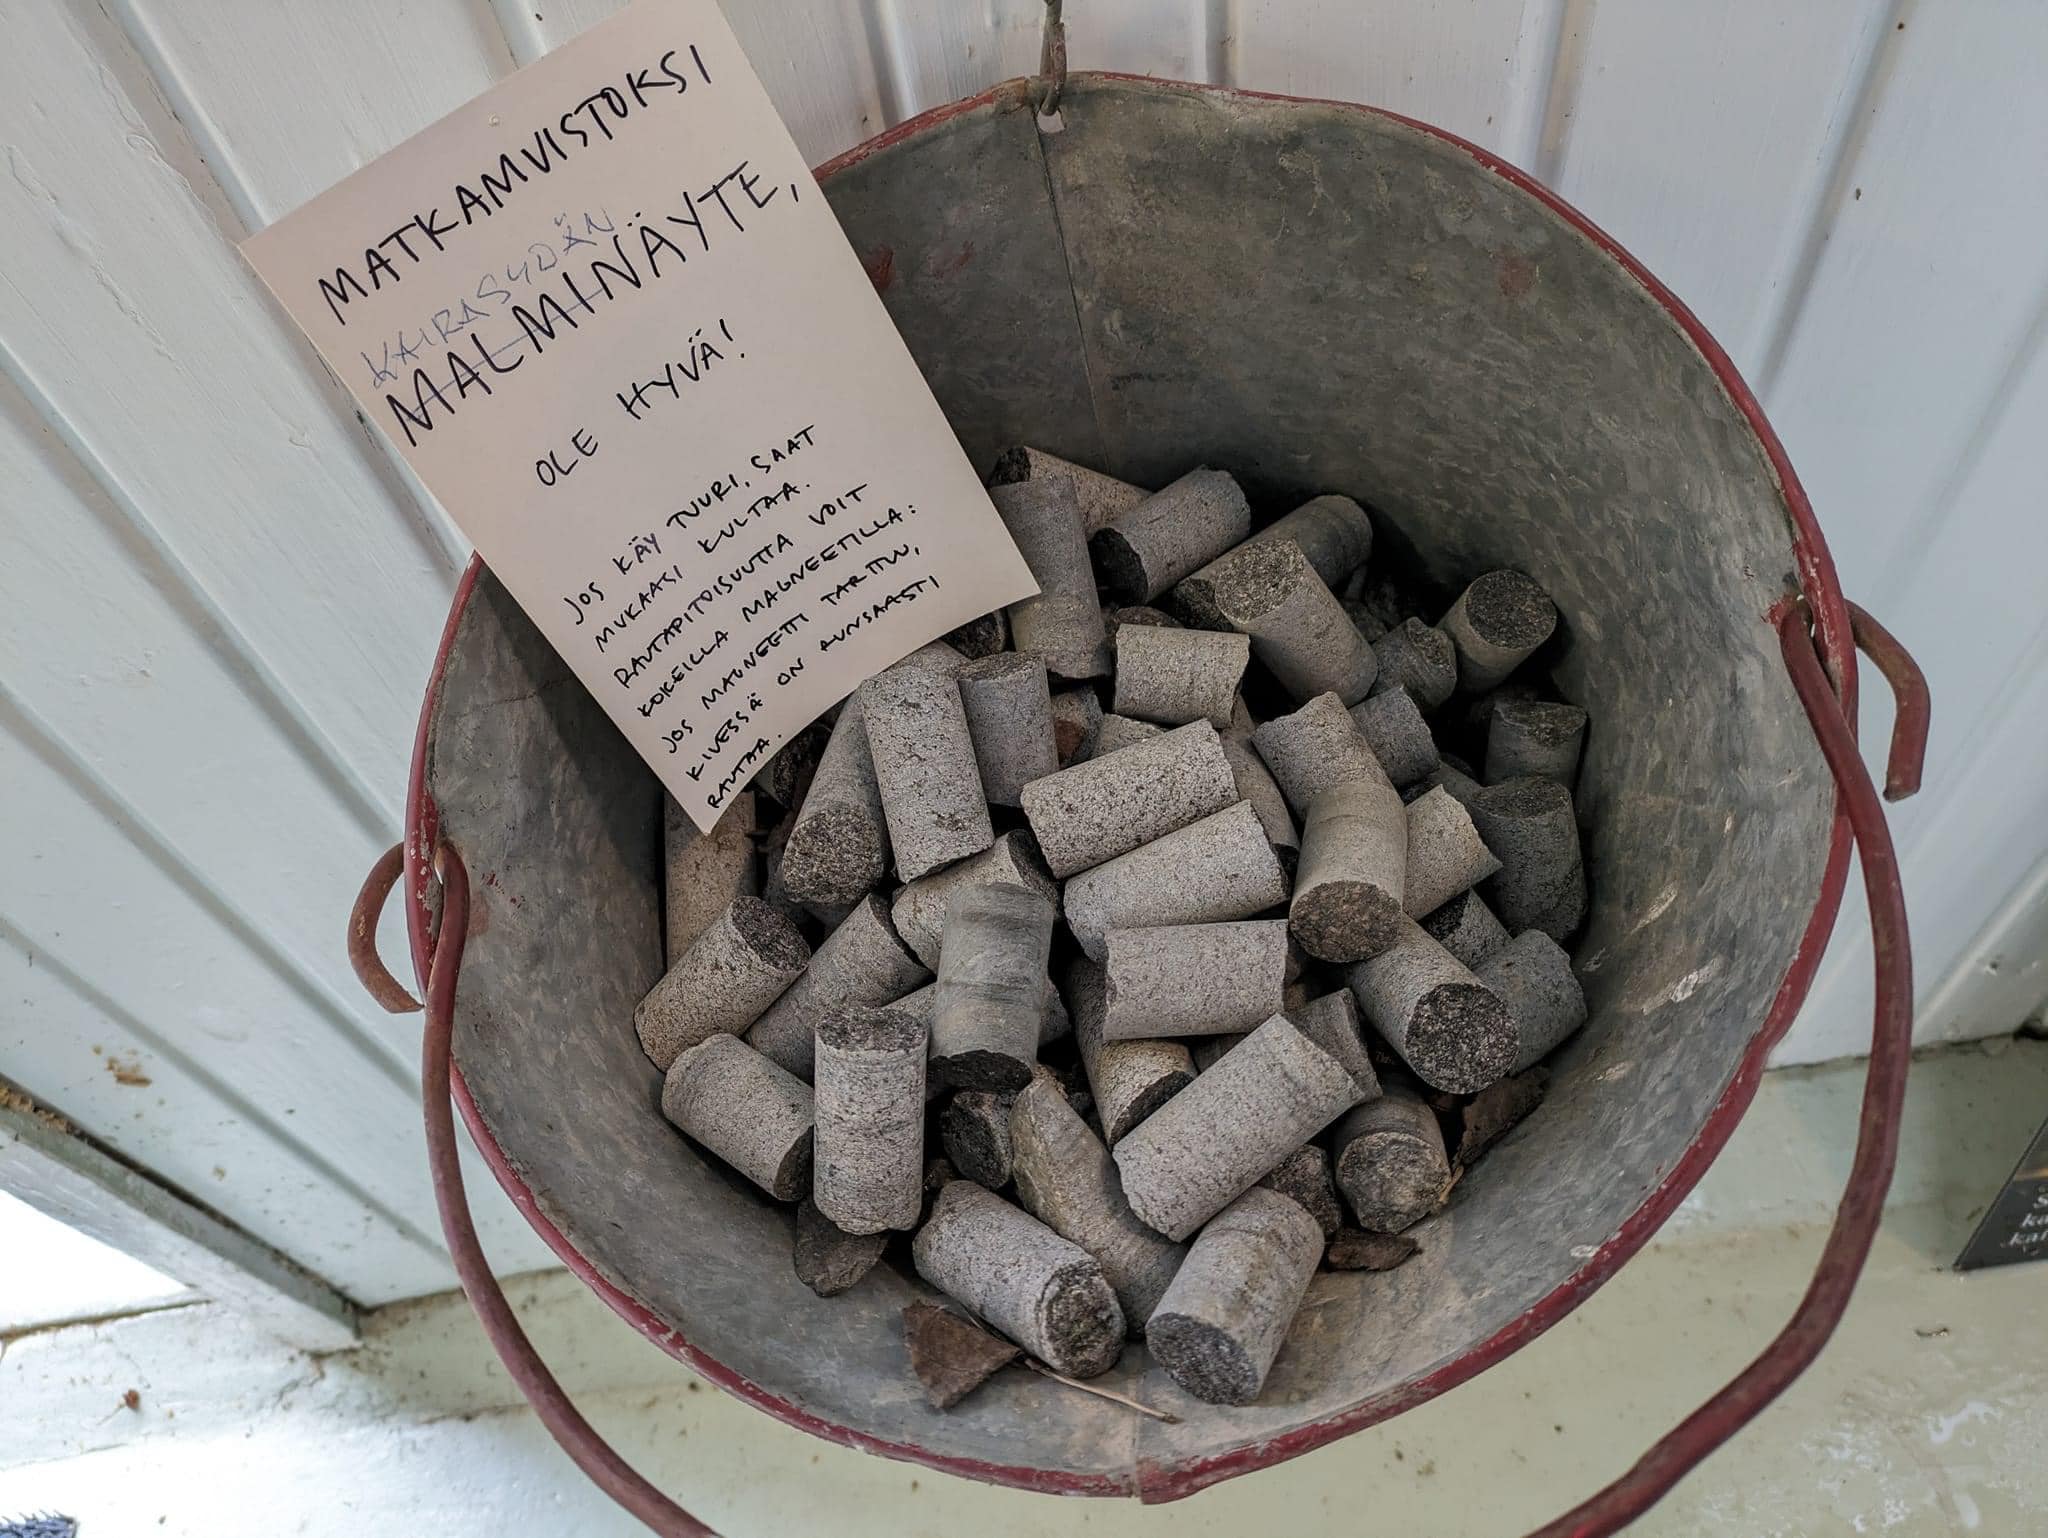 MATKAMUISTOKSI
KAIRASYDÄN
MALMINÄYTE,
OLE HYVÄ!
JOS KÄY TUURI, SAAT
MUKAASI KULTAA.
RAUTAPITOISUUTTA VOIT
KOKEILLA MAGNEETILLA:
JOS MAGNEETTI TARTTUU,
KIVESSÄ ON RUNSAASTI
RAUTAA.